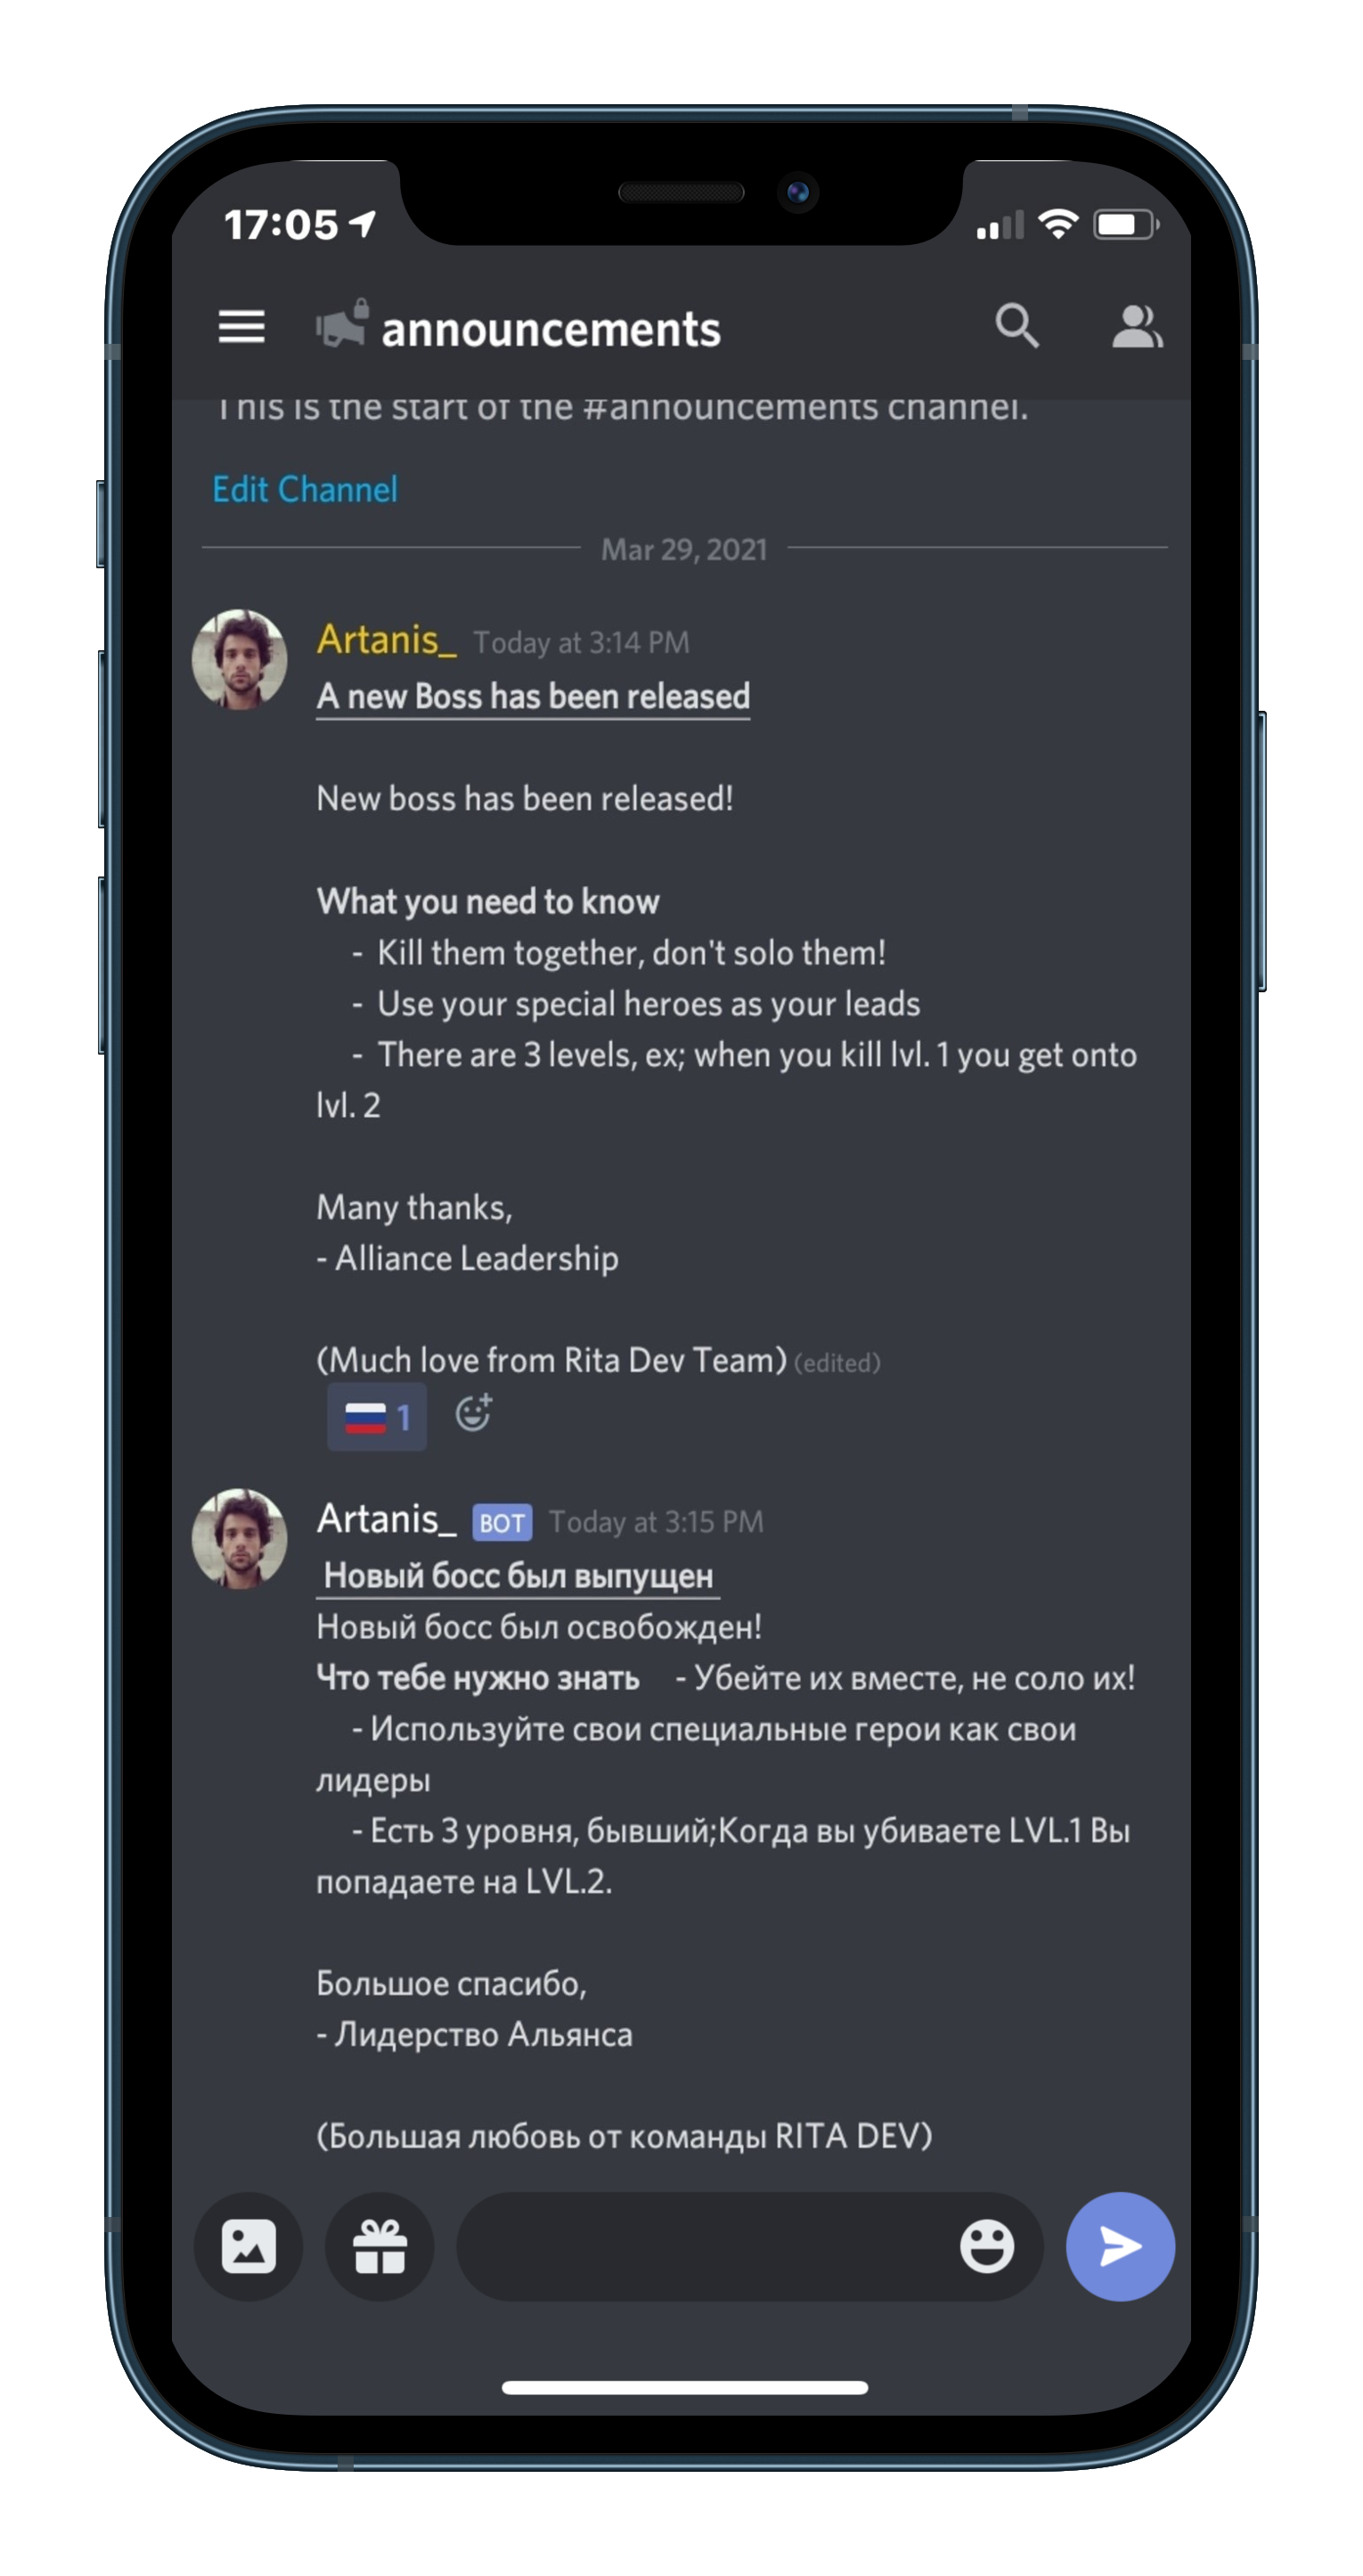 17:05
announcements
This is the start of the #announcements channel.
Edit Channel
Mar 29, 2021
Artanis_ Today at 3:14 PM
A new Boss has been released
New boss has been released!
What you need to know
- Kill them together, don't solo them!
- Use your special heroes as your leads
- There are 3 levels, ex; when you kill lvl. 1 you get onto
lvl. 2
Many thanks,
- Alliance Leadership
(Much love from Rita Dev Team) (edited)
1
Artanis_ BOT Today at 3:15 PM
Новый босс был выпущен
Новый босс был освобожден!
Что тебе нужно знать - Убейте их вместе, не соло их!
- Используйте свои специальные герои как свои
лидеры
- Есть 3 уровня, бывший;Когда вы убиваете LVL.1 Вы
попадаете на LVL.2.
Большое спасибо,
- Лидерство Альянса
(Большая любовь от команды RITA DEV)